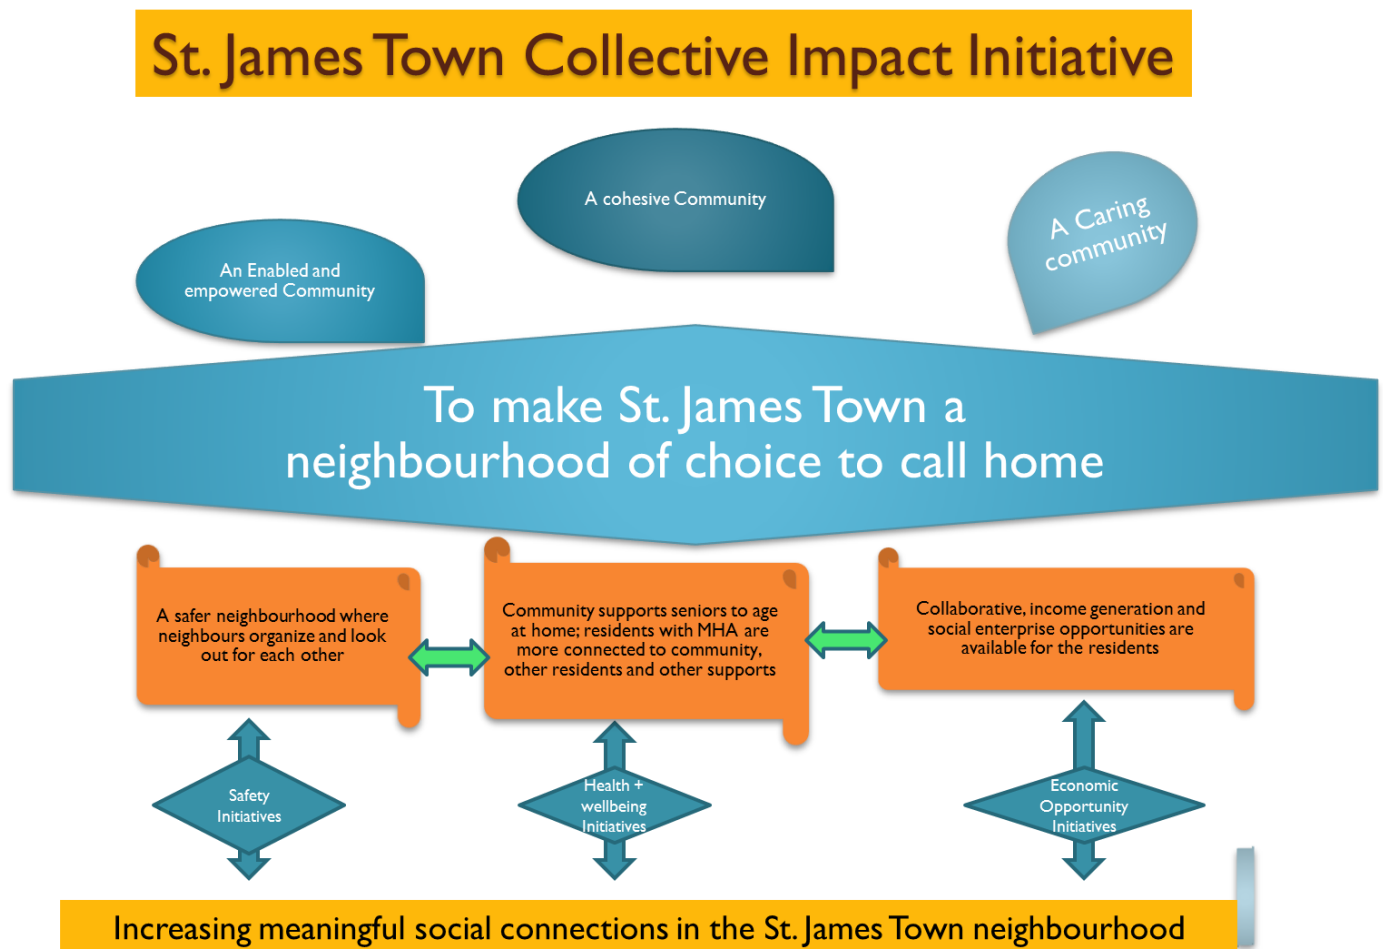 St. James Town Collective Impact Initiative
A cohesive Community
A Caring
community
An Enabled and
empowered Community
To make St. James Town a
neighbourhood of choice to call home
A safer neighbourhood where
neighbours organize and look
out for each other
Community supports seniors to age
at home; residents with MHA are
more connected to community,
other residents and other supports
Collaborative, income generation and
social enterprise opportunities are
available for the residents
Safety
Initiatives
Health +
wellbeing
Initiatives
Economic
Opportunity
Initiatives
Increasing meaningful social connections in the St. James Town neighbourhood